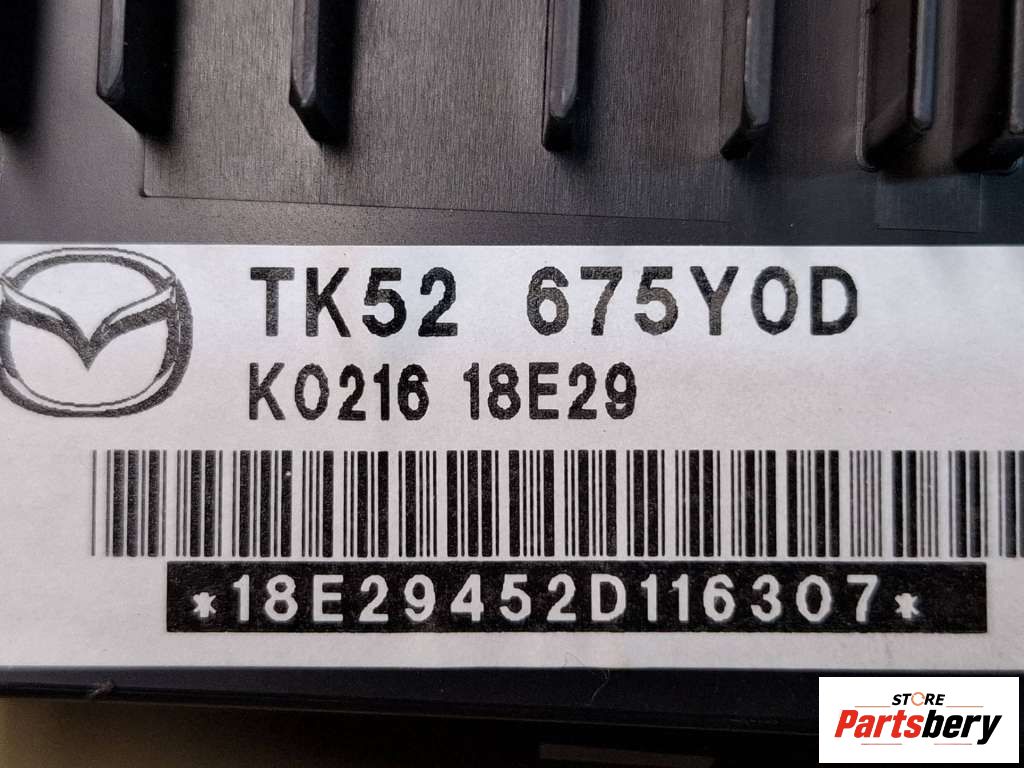 TK52 675Y0D
K0216 18E29
*18E29452D116307*
STORE
Partsbery